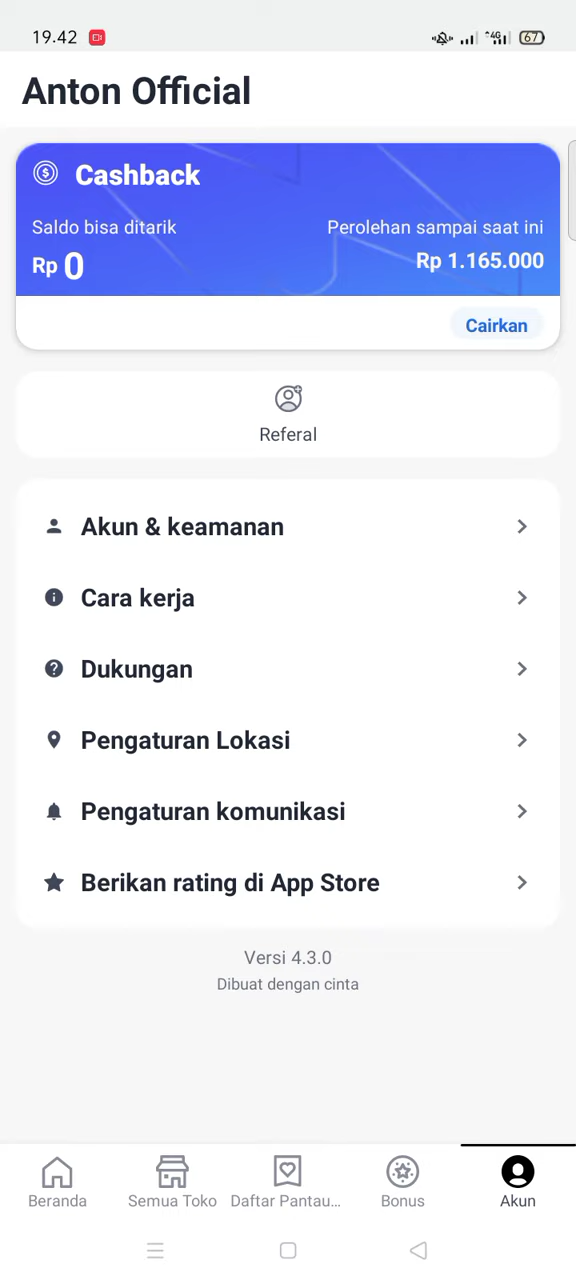 19.42
4G
67
Anton Official
Cashback
Saldo bisa ditarik
Perolehan sampai saat ini
Rp 0
Rp 1.165.000
Cairkan
Referal
Akun & keamanan
Cara kerja
Dukungan
Pengaturan Lokasi
Pengaturan komunikasi
Berikan rating di App Store
Versi 4.3.0
Dibuat dengan cinta
Beranda
Semua Toko
Daftar Pantau...
Bonus
Akun